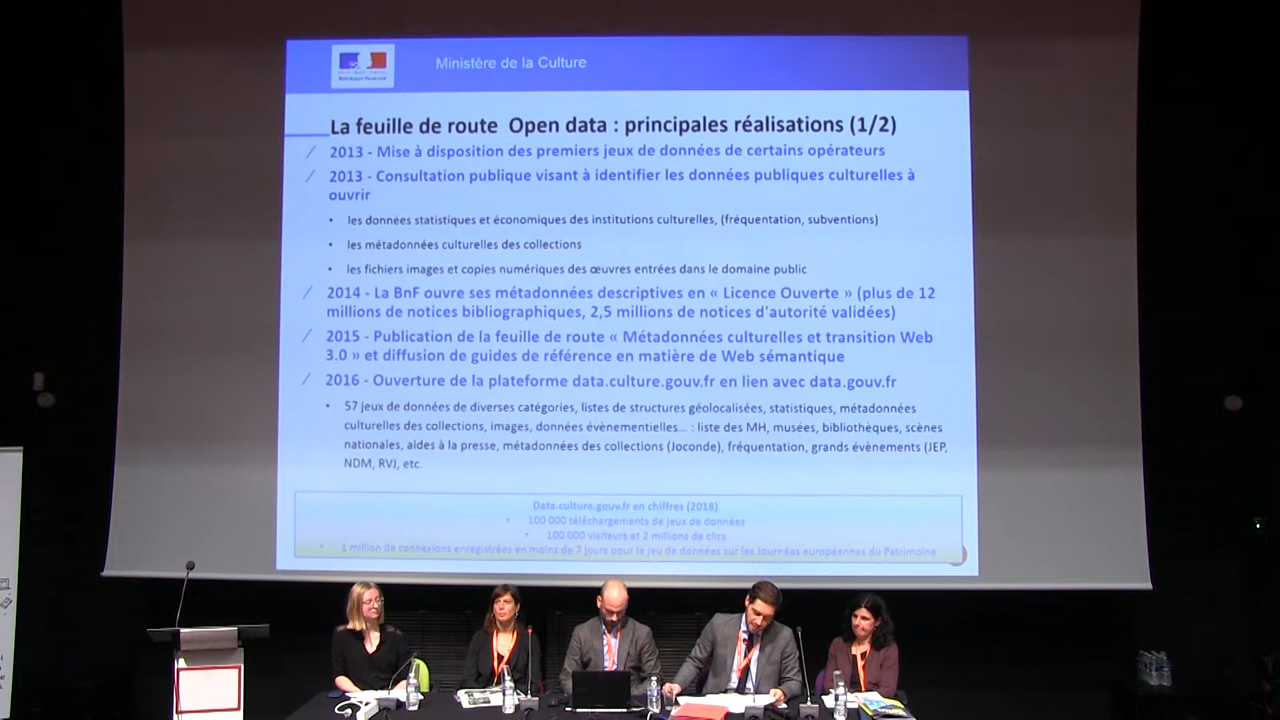 Ministère de la Culture
La feuille de route Open data : principales réalisations (1/2)
2013 - Mise à disposition des premiers jeux de données de certains opérateurs
2013 - Consultation publique visant à identifier les données publiques culturelles à
ouvrir
les données statistiques et économiques des institutions culturelles, (fréquentation, subventions)
les métadonnées culturelles des collections
les fichiers images et copies numériques des œuvres entrées dans le domaine public
2014 - La BnF ouvre ses métadonnées descriptives en « Licence Ouverte » (plus de 12
millions de notices bibliographiques, 2,5 millions de notices d'autorité validées)
2015 - Publication de la feuille de route « Métadonnées culturelles et transition Web
3.0 » et diffusion de guides de référence en matière de Web sémantique
2016 - Ouverture de la plateforme data.culture.gouv.fr en lien avec data.gouv.fr
57 jeux de données de diverses catégories, listes de structures géolocalisées, statistiques, métadonnées
culturelles des collections, images, données évènementielles... : liste des MH, musées, bibliothèques, scènes
nationales, aides à la presse, métadonnées des collections (Joconde), fréquentation, grands évènements (JEP,
NDM, RVJ, etc.
Data.culture.gouv.fr en chiffres (2018)
100 000 téléchargements de jeux de données
100 000 visiteurs et 2 millions de clics
1 million de connexions enregistrées en moins de 7 jours pour le jeu de données sur les Journées européennes du Patrimoine